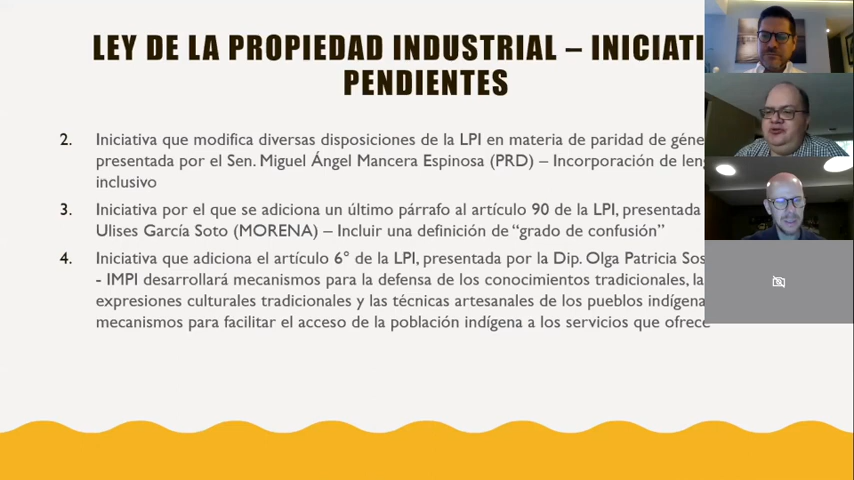 LEY DE LA PROPIEDAD INDUSTRIAL – INICIATI
PENDIENTES
2. Iniciativa que modifica diversas disposiciones de la LPI en materia de paridad de géne
presentada por el Sen. Miguel Ángel Mancera Espinosa (PRD) – Incorporación de leng
inclusivo
3. Iniciativa por el que se adiciona un último párrafo al artículo 90 de la LPI, presentada
Ulises García Soto (MORENA) – Incluir una definición de “grado de confusión”
4. Iniciativa que adiciona el artículo 6° de la LPI, presentada por la Dip. Olga Patricia Sos
- IMPI desarrollará mecanismos para la defensa de los conocimientos tradicionales, la
expresiones culturales tradicionales y las técnicas artesanales de los pueblos indígena
mecanismos para facilitar el acceso de la población indígena a los servicios que ofrece